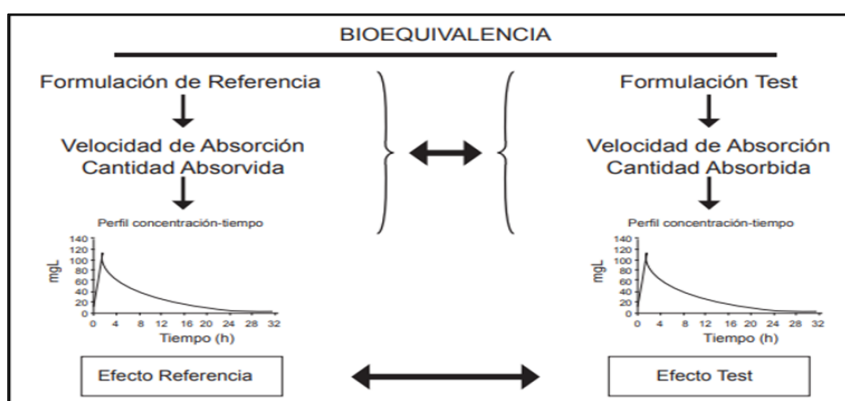 BIOEQUIVALENCIA
Formulación de Referencia
Velocidad de Absorción
Cantidad Absorvida
Perfil concentración-tiempo
mgL
140
120
100
80
60
40
20
0
0 4 8 12 16 20 24 28 32
Tiempo (h)
Efecto Referencia
Formulación Test
Velocidad de Absorción
Cantidad Absorbida
Perfil concentración-tiempo
mgL
140
120
100
80
60
40
20
0
0 4 8 12 16 20 24 28 32
Tiempo (h)
Efecto Test